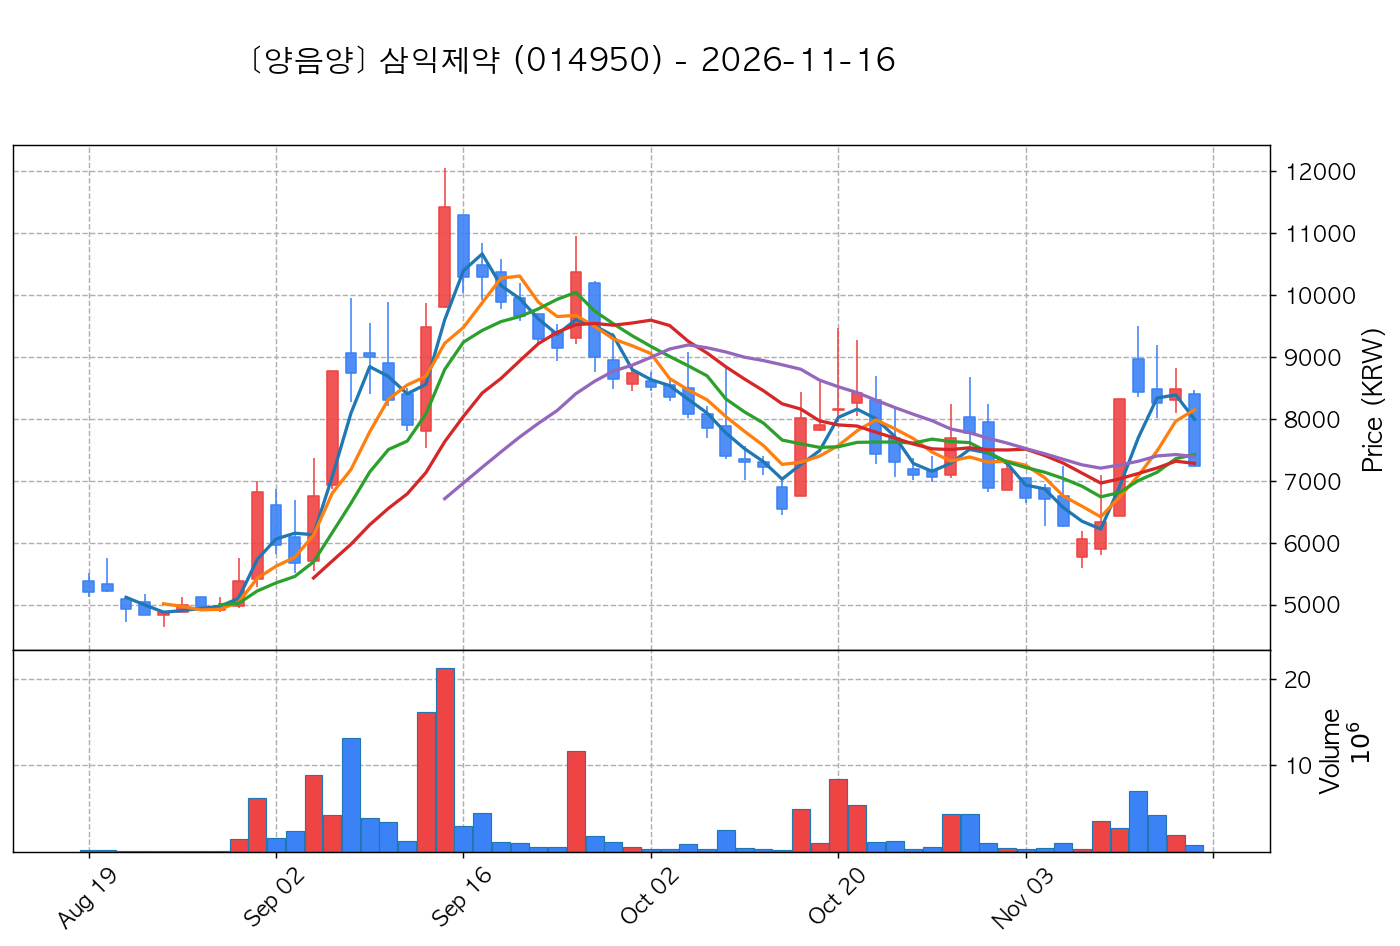 〔양음양〕 삼익제약 (014950) - 2026-11-16
12000
11000
10000
9000
8000
7000
6000
5000
Price (KRW)
20
10
Volume
10⁶
Aug 19
Sep 02
Sep 16
Oct 02
Oct 20
Nov 03